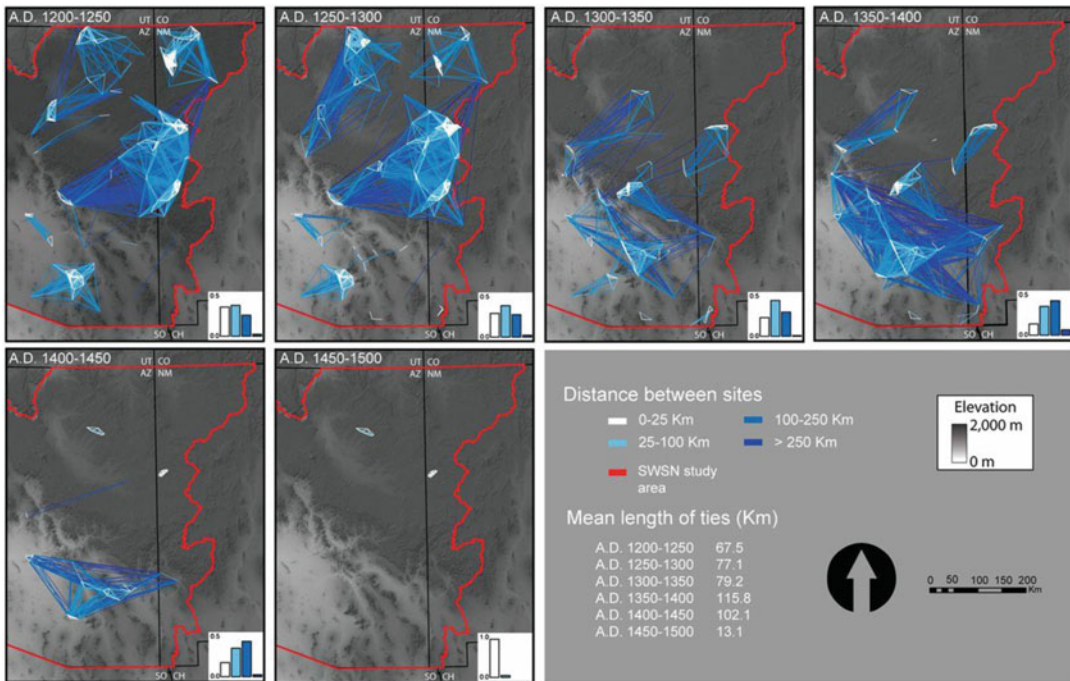 A.D. 1200-1250
UT CO
AZ NM
SO CH
0.5
0.0
A.D. 1250-1300
UT CO
AZ NM
SO CH
0.5
0.0
A.D. 1300-1350
UT CO
AZ NM
SO CH
0.5
0.0
A.D. 1350-1400
UT CO
AZ NM
SO CH
0.5
0.0
A.D. 1400-1450
UT CO
AZ NM
SO CH
0.5
0.0
A.D. 1450-1500
UT CO
AZ NM
SO CH
1.0
0.0
Distance between sites
0-25 Km
100-250 Km
25-100 Km
> 250 Km
SWSN study
area
Elevation
2,000 m
0 m
Mean length of ties (Km)
A.D. 1200-1250 67.5
A.D. 1250-1300 77.1
A.D. 1300-1350 79.2
A.D. 1350-1400 115.8
A.D. 1400-1450 102.1
A.D. 1450-1500 13.1
0 50 100 150 200
Km